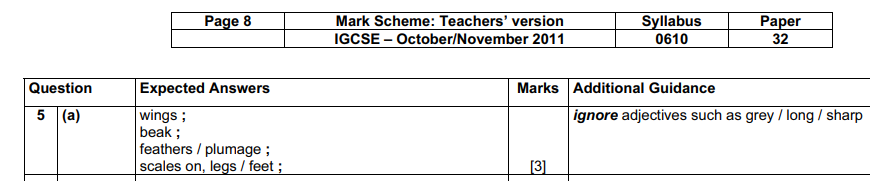 Page 8 Mark Scheme: Teachers' version Syllabus Paper
IGCSE – October/November 2011 0610 32
Question Expected Answers Marks Additional Guidance
5 (a) wings ; ignore adjectives such as grey / long / sharp
beak ;
feathers / plumage ;
scales on, legs / feet ; [3]